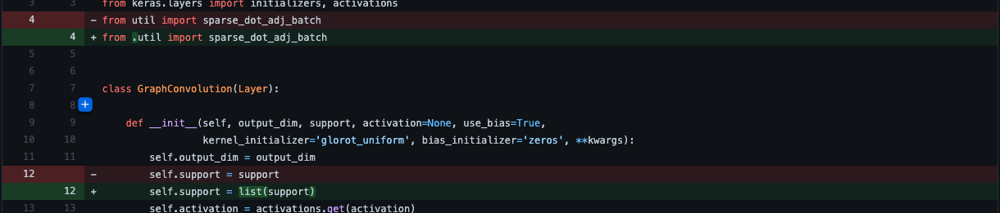 3 3 from keras.layers import initializers, activations
4 - from util import sparse_dot_adj_batch
4 + from .util import sparse_dot_adj_batch
5 5
6 6
7 7 class GraphConvolution(Layer):
8 8 +
9 9 def __init__(self, output_dim, support, activation=None, use_bias=True,
10 10 kernel_initializer='glorot_uniform', bias_initializer='zeros', **kwargs):
11 11 self.output_dim = output_dim
12 - self.support = support
12 + self.support = list(support)
13 13 self.activation = activations.get(activation)